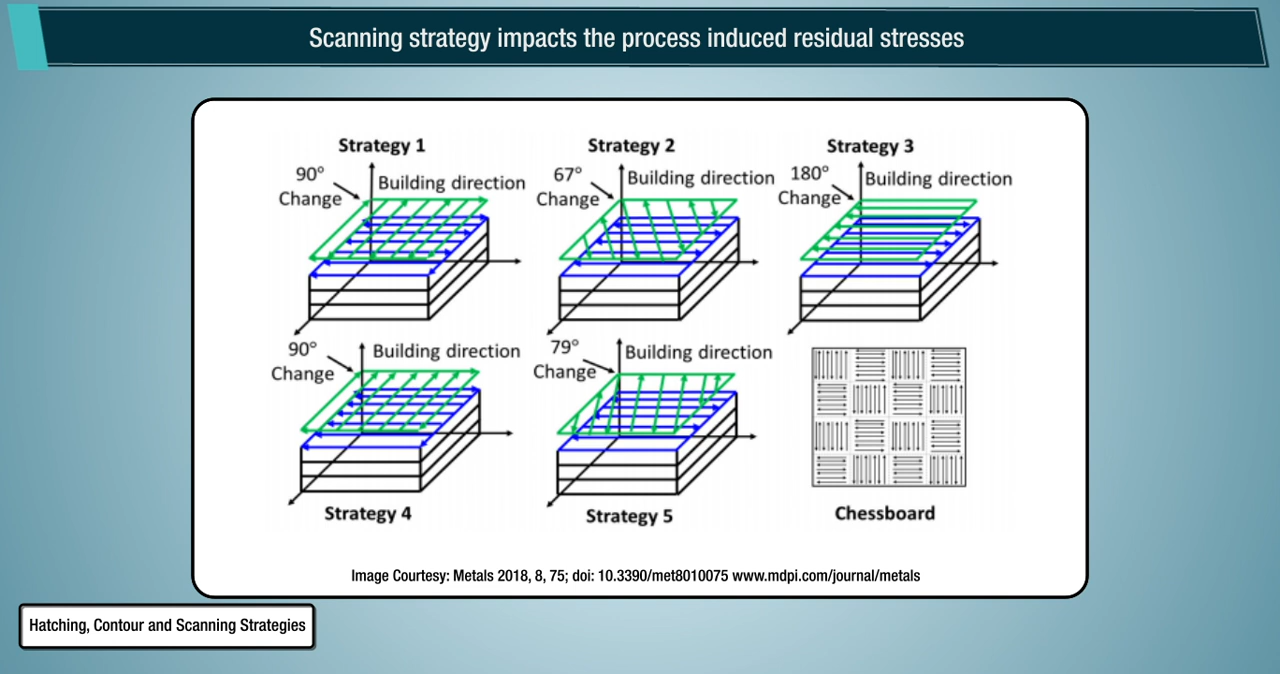 Scanning strategy impacts the process induced residual stresses
Strategy 1
90°
Change
Building direction
Strategy 2
67°
Change
Building direction
Strategy 3
180°
Change
Building direction
90°
Change
Building direction
Strategy 4
79°
Change
Building direction
Strategy 5
Chessboard
Image Courtesy: Metals 2018, 8, 75; doi: 10.3390/met8010075 www.mdpi.com/journal/metals
Hatching, Contour and Scanning Strategies